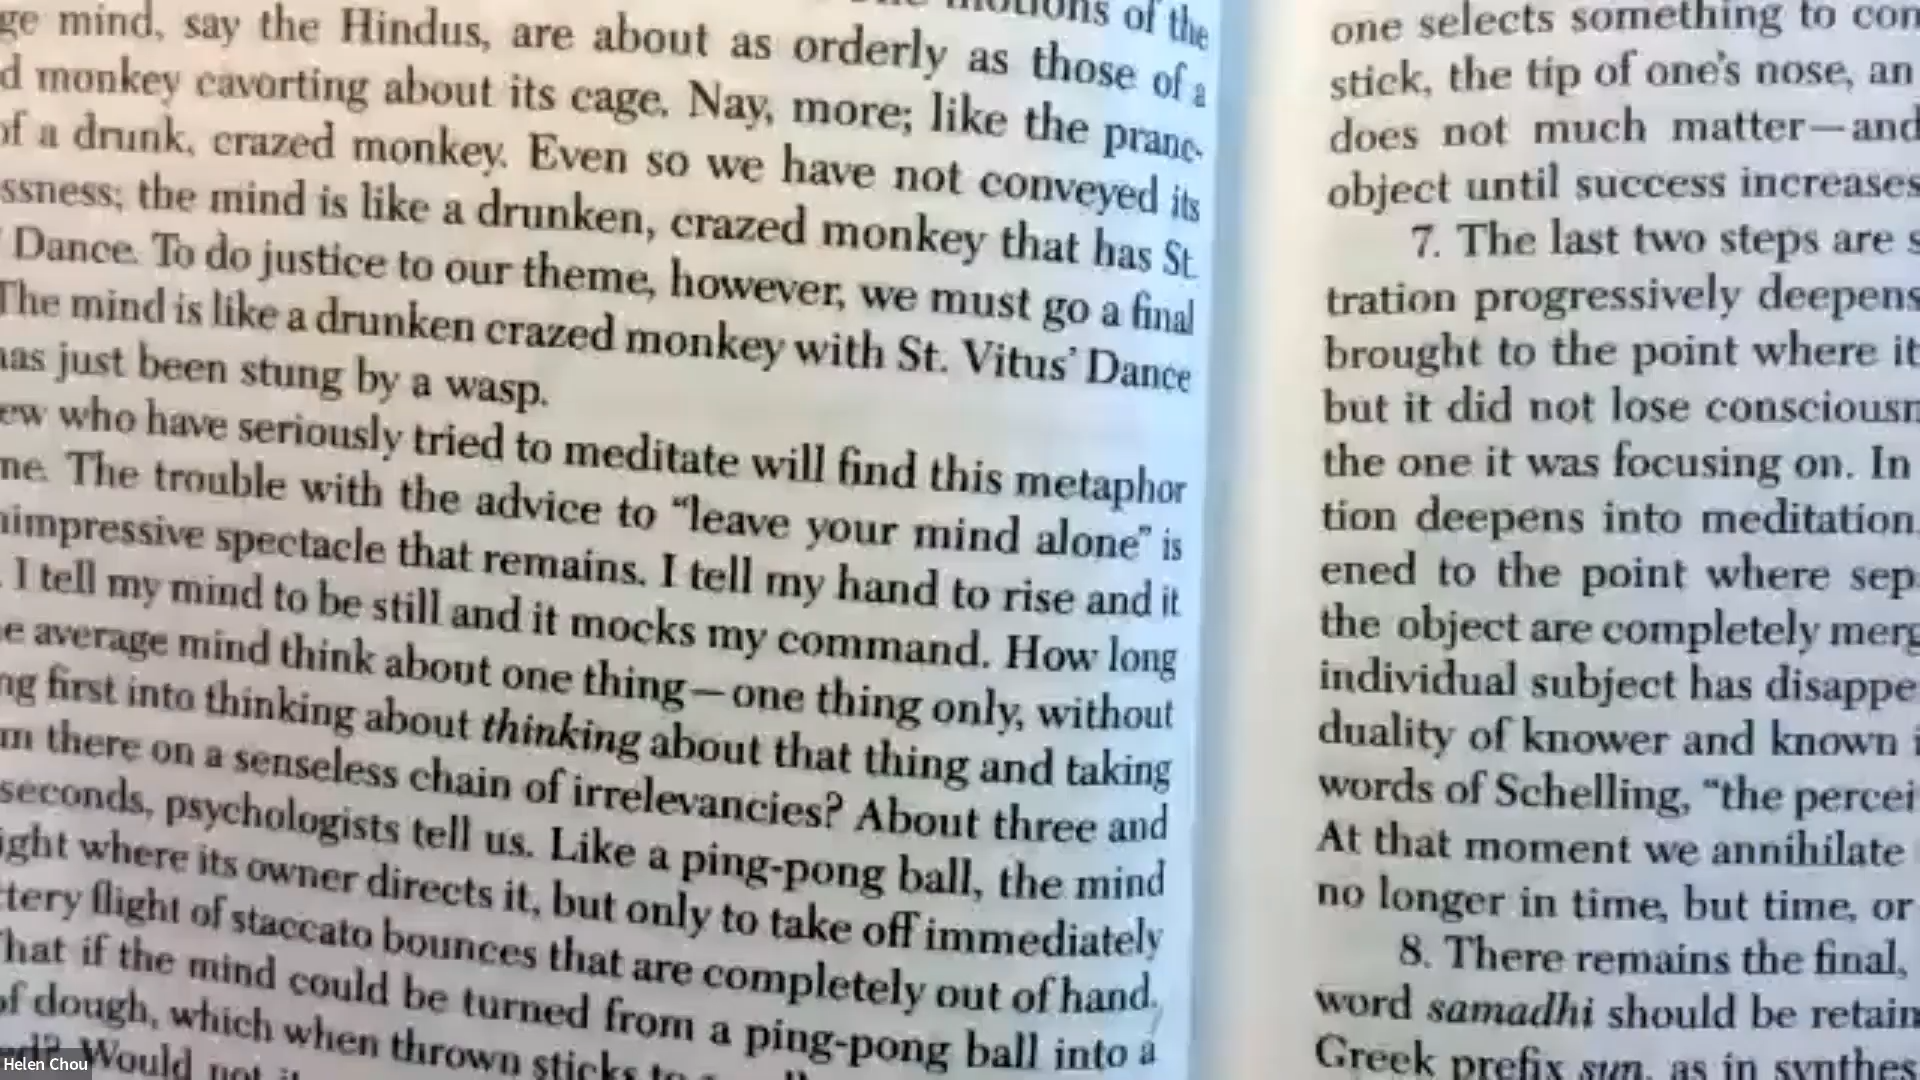 motions of the
ge mind, say the Hindus, are about as orderly as those of a
d monkey cavorting about its cage. Nay, more; like the pranc-
of a drunk, crazed monkey. Even so we have not conveyed its
ssness; the mind is like a drunken, crazed monkey that has St.
Dance. To do justice to our theme, however, we must go a final
The mind is like a drunken crazed monkey with St. Vitus' Dance
has just been stung by a wasp.
ew who have seriously tried to meditate will find this metaphor
me. The trouble with the advice to “leave your mind alone” is
nimpressive spectacle that remains. I tell my hand to rise and it
. I tell my mind to be still and it mocks my command. How long
e average mind think about one thing—one thing only, without
ng first into thinking about thinking about that thing and taking
m there on a senseless chain of irrelevancies? About three and
seconds, psychologists tell us. Like a ping-pong ball, the mind
ight where its owner directs it, but only to take off immediately
ttery flight of staccato bounces that are completely out of hand.
hat if the mind could be turned from a ping-pong ball into a
of dough, which when thrown sticks to
Would not
one selects something to con
stick, the tip of one's nose, an
does not much matter—and
object until success increases
7. The last two steps are s
tration progressively deepens
brought to the point where it
but it did not lose consciousn
the one it was focusing on. In
tion deepens into meditation,
ened to the point where sep
the object are completely merg
individual subject has disappe
duality of knower and known i
words of Schelling, “the percei
At that moment we annihilate
no longer in time, but time, or
8. There remains the final,
word samadhi should be retain
Greek prefix sun, as in synthes
Helen Chou